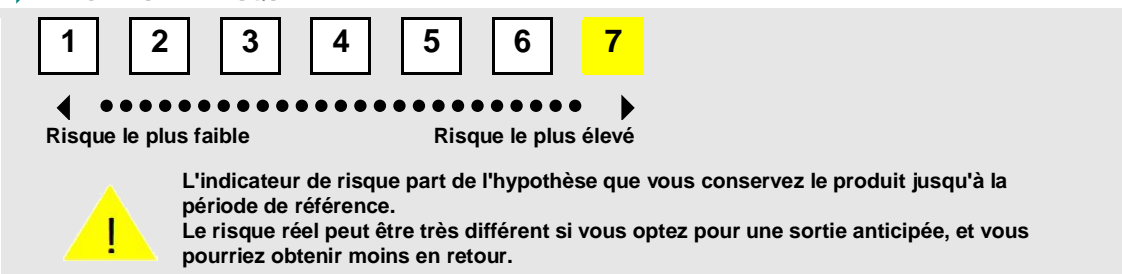 1 2 3 4 5 6 7
Risque le plus faible Risque le plus élevé
L'indicateur de risque part de l'hypothèse que vous conservez le produit jusqu'à la
période de référence.
Le risque réel peut être très différent si vous optez pour une sortie anticipée, et vous
pourriez obtenir moins en retour.
!